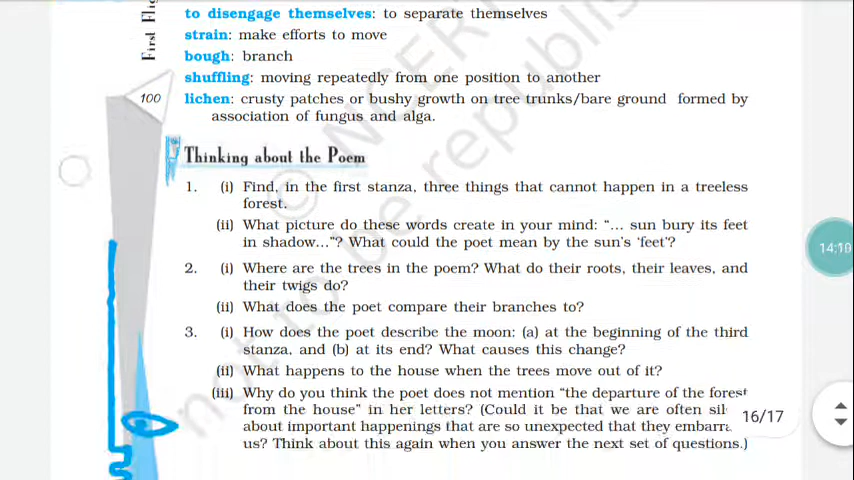 First Fli
to disengage themselves: to separate themselves
strain: make efforts to move
bough: branch
shuffling: moving repeatedly from one position to another
100
lichen: crusty patches or bushy growth on tree trunks/bare ground formed by
association of fungus and alga.
Thinking about the Poem
1. (i) Find, in the first stanza, three things that cannot happen in a treeless
forest.
(ii) What picture do these words create in your mind: “... sun bury its feet
in shadow...”? What could the poet mean by the sun's ‘feet’?
14:19
2. (i) Where are the trees in the poem? What do their roots, their leaves, and
their twigs do?
(ii) What does the poet compare their branches to?
3. (i) How does the poet describe the moon: (a) at the beginning of the third
stanza, and (b) at its end? What causes this change?
(ii) What happens to the house when the trees move out of it?
(iii) Why do you think the poet does not mention “the departure of the forest
from the house” in her letters? (Could it be that we are often sil
16/17
about important happenings that are so unexpected that they embarra
us? Think about this again when you answer the next set of questions.)
© NCERT
not to be republis